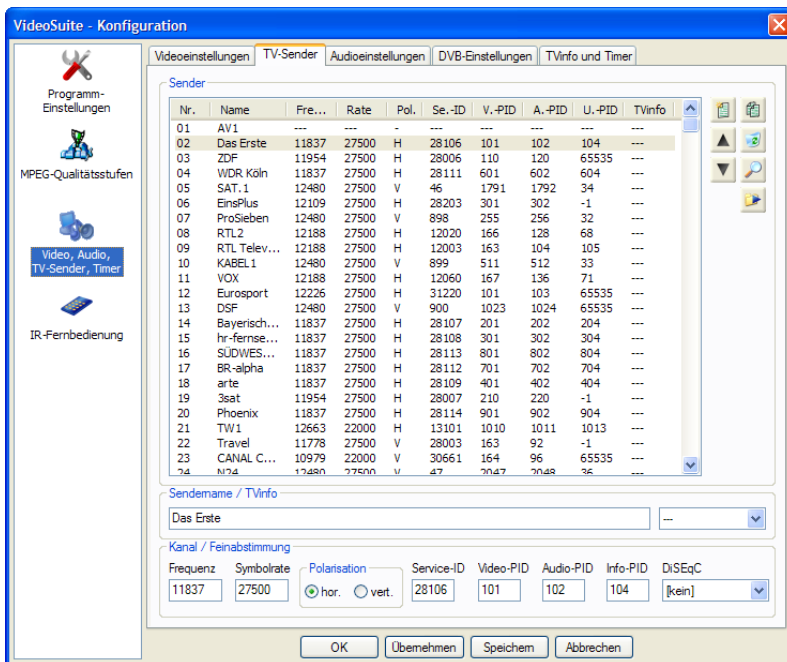 VideoSuite - Konfiguration
Programm-
Einstellungen
MPEG-Qualitätsstufen
Video, Audio,
TV-Sender, Timer
IR-Fernbedienung
Videoeinstellungen TV-Sender Audioeinstellungen DVB-Einstellungen TVinfo und Timer
Sender
Nr. Name Fre... Rate Pol. Se.-ID V.-PID A.-PID U.-PID TVinfo
01 AV1 --- --- - --- --- --- --- ---
02 Das Erste 11837 27500 H 28106 101 102 104 ---
03 ZDF 11954 27500 H 28006 110 120 65535 ---
04 WDR Köln 11837 27500 H 28111 601 602 604 ---
05 SAT.1 12480 27500 V 46 1791 1792 34 ---
06 EinsPlus 12109 27500 H 28203 301 302 -1 ---
07 ProSieben 12480 27500 V 898 255 256 32 ---
08 RTL2 12188 27500 H 12020 166 128 68 ---
09 RTL Telev... 12188 27500 H 12003 163 104 105 ---
10 KABEL1 12480 27500 V 899 511 512 33 ---
11 VOX 12188 27500 H 12060 167 136 71 ---
12 Eurosport 12226 27500 H 31220 101 103 65535 ---
13 DSF 12480 27500 V 900 1023 1024 65535 ---
14 Bayerisch... 11837 27500 H 28107 201 202 204 ---
15 hr-fernse... 11837 27500 H 28108 301 302 304 ---
16 SÜDWES... 11837 27500 H 28113 801 802 804 ---
17 BR-alpha 11837 27500 H 28112 701 702 704 ---
18 arte 11837 27500 H 28109 401 402 404 ---
19 3sat 11954 27500 H 28007 210 220 -1 ---
20 Phoenix 11837 27500 H 28114 901 902 904 ---
21 TW1 12663 22000 H 13101 1010 1011 1013 ---
22 Travel 11778 27500 V 28003 163 92 -1 ---
23 CANAL C... 10979 22000 V 30661 164 96 65535 ---
24 N24 12480 27500 V 47 2047 2048 36 ---
Sendername / TVinfo
Das Erste ---
Kanal / Feinabstimmung
Frequenz Symbolrate Polarisation Service-ID Video-PID Audio-PID Info-PID DiSEqC
11837 27500 hor. vert. 28106 101 102 104 [kein]
OK Übernehmen Speichern Abbrechen